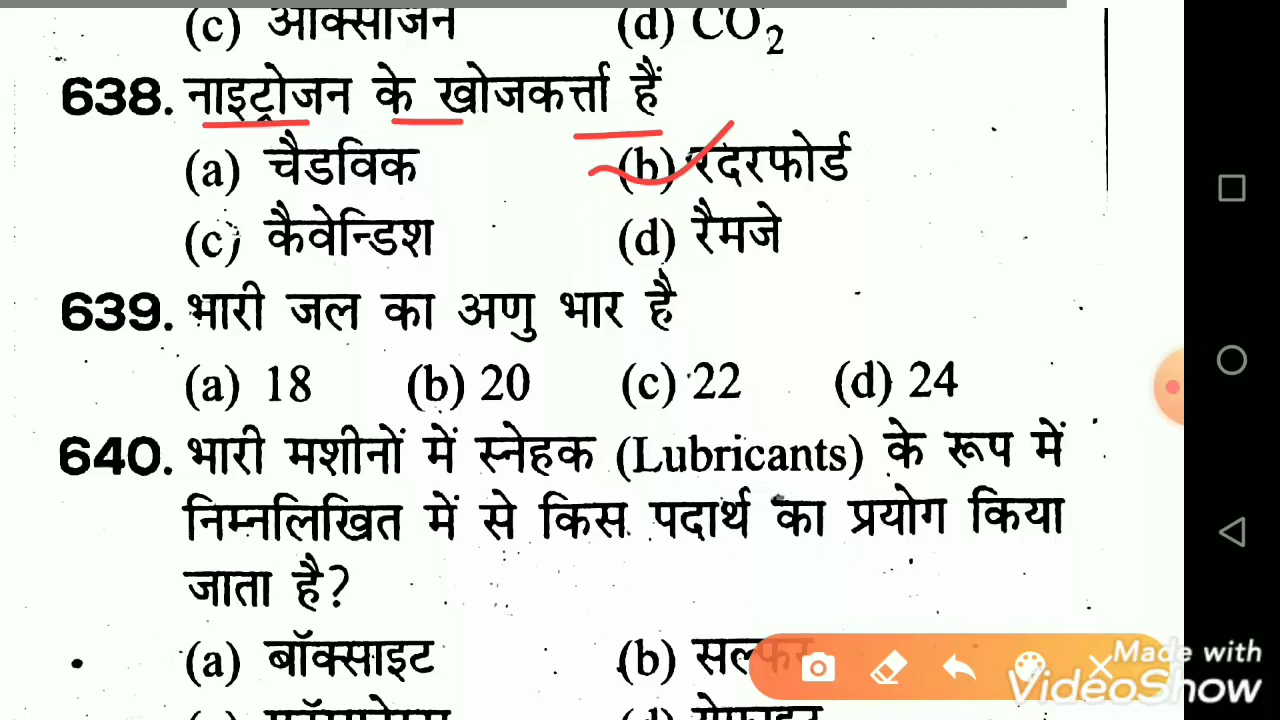 (c) ऑक्सीजन (d) CO₂
638. नाइट्रोजन के खोजकर्त्ता हैं
(a) चैडविक (b) रदरफोर्ड
(c) कैवेन्डिश (d) रैमजे
639. भारी जल का अणु भार है
(a) 18 (b) 20 (c) 22 (d) 24
640. भारी मशीनों में स्नेहक (Lubricants) के रूप में
निम्नलिखित में से किस पदार्थ का प्रयोग किया
जाता है?
(a) बॉक्साइट (b) सल्फर
Made with
VideoShow